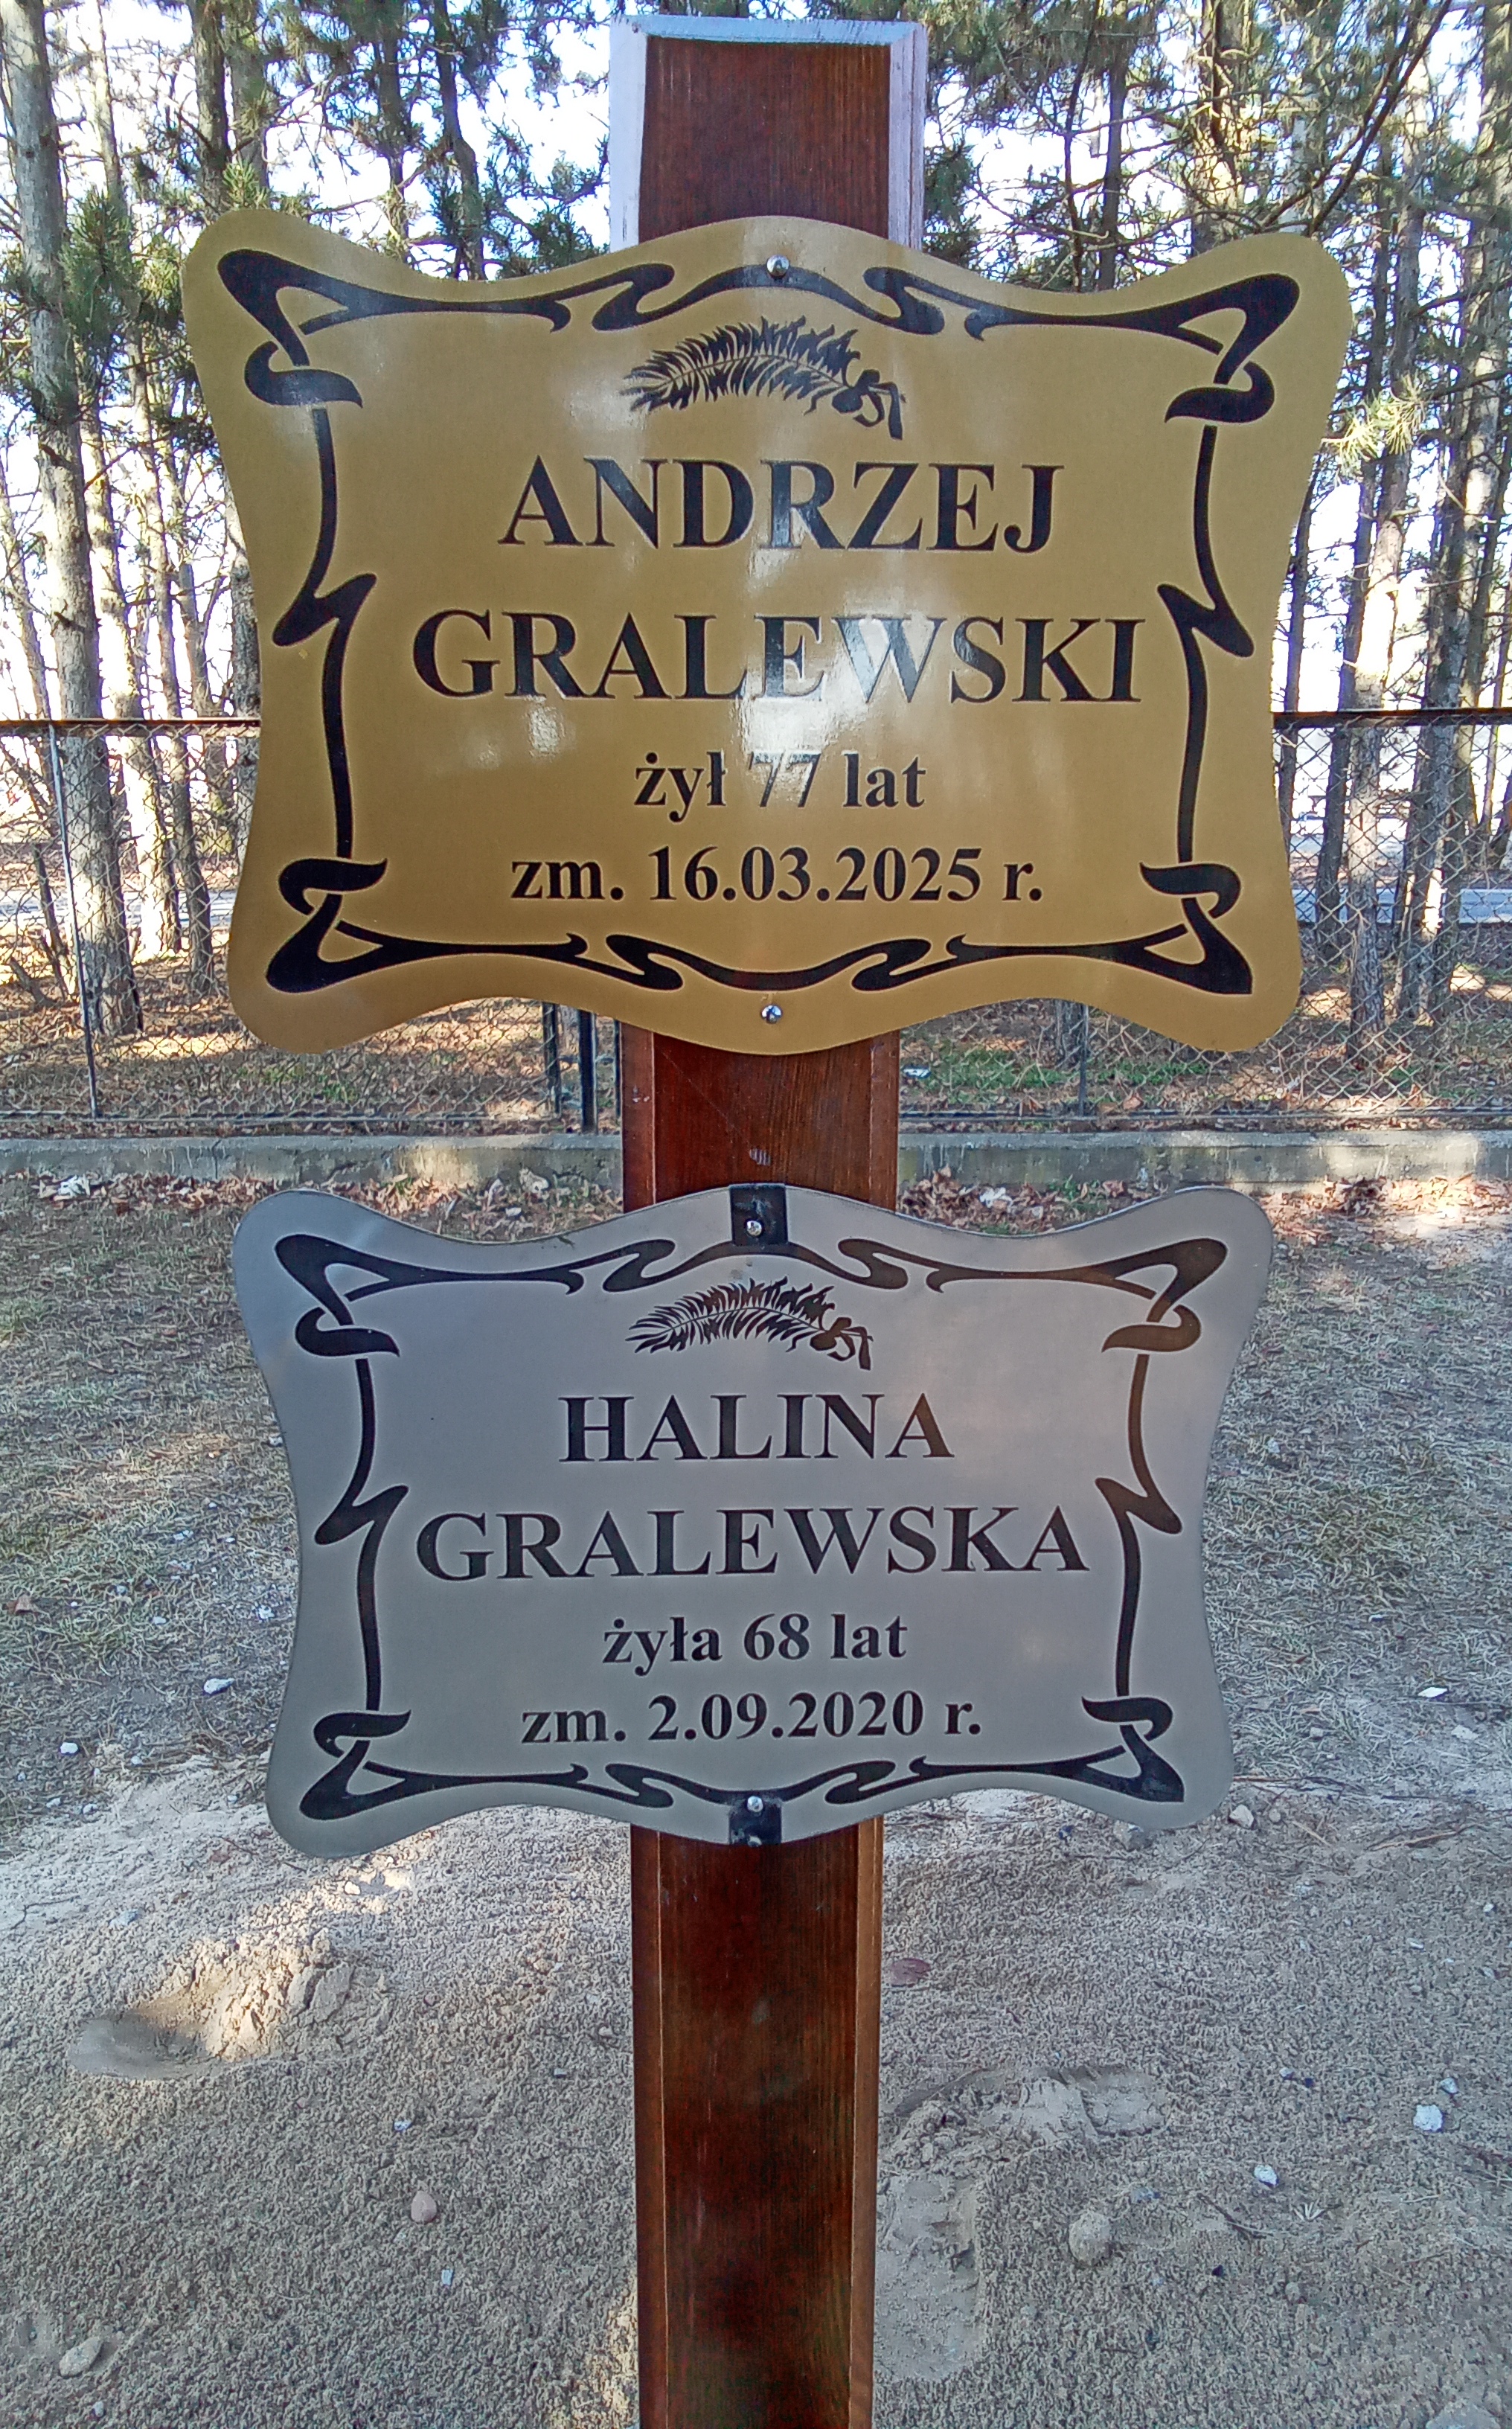 ANDRZEJ
GRALEWSKI
żył 77 lat
zm. 16.03.2025 r.
HALINA
GRALEWSKA
żyła 68 lat
zm. 2.09.2020 r.